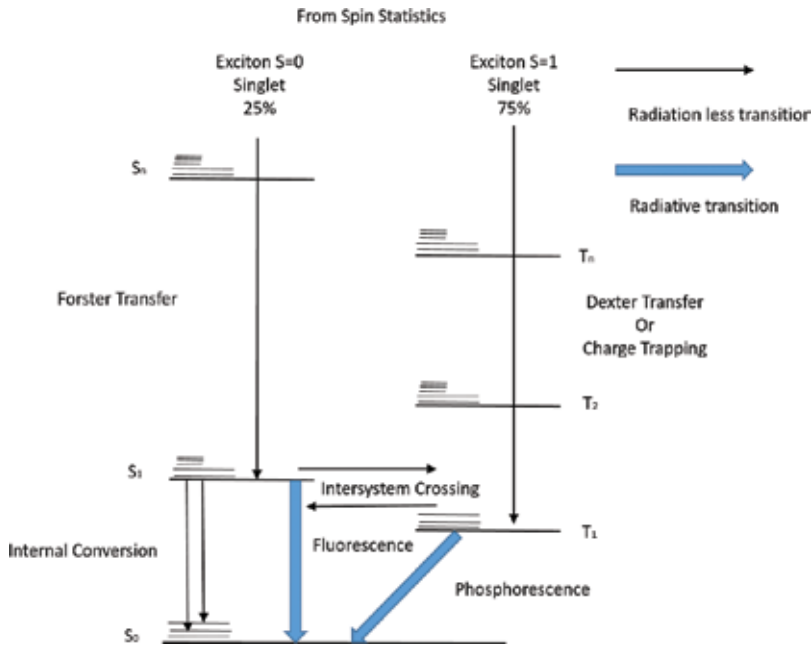 From Spin Statistics
Exciton S=0
Singlet
25%
Exciton S=1
Singlet
75%
Radiation less transition
Radiative transition
Sₙ
Tₙ
Forster Transfer
Dexter Transfer
Or
Charge Trapping
T₂
S₁
Intersystem Crossing
T₁
Internal Conversion
Fluorescence
Phosphorescence
S₀